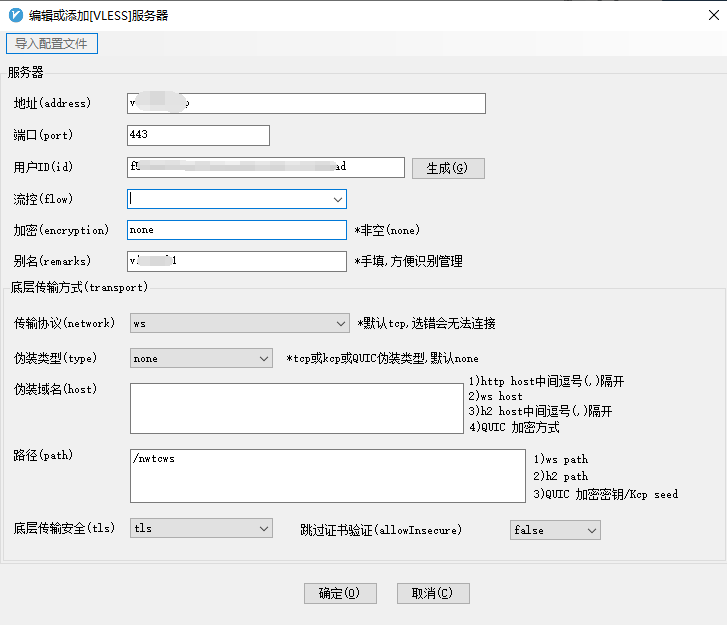 编辑或添加[VLESS]服务器
导入配置文件
服务器
地址(address)
端口(port) 443
用户ID(id) ad 生成(G)
流控(flow)
加密(encryption) none *非空(none)
别名(remarks) *手填,方便识别管理
底层传输方式(transport)
传输协议(network) ws *默认tcp,选错会无法连接
伪装类型(type) none *tcp或kcp或QUIC伪装类型,默认none
伪装域名(host)
1)http host中间逗号(,)隔开
2)ws host
3)h2 host中间逗号(,)隔开
4)QUIC 加密方式
路径(path) /nwtcws
1)ws path
2)h2 path
3)QUIC 加密密钥/Kcp seed
底层传输安全(tls) tls 跳过证书验证(allowInsecure) false
确定(O) 取消(C)